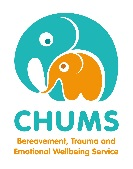 CHUMS
Bereavement, Trauma and
Emotional Wellbeing Service